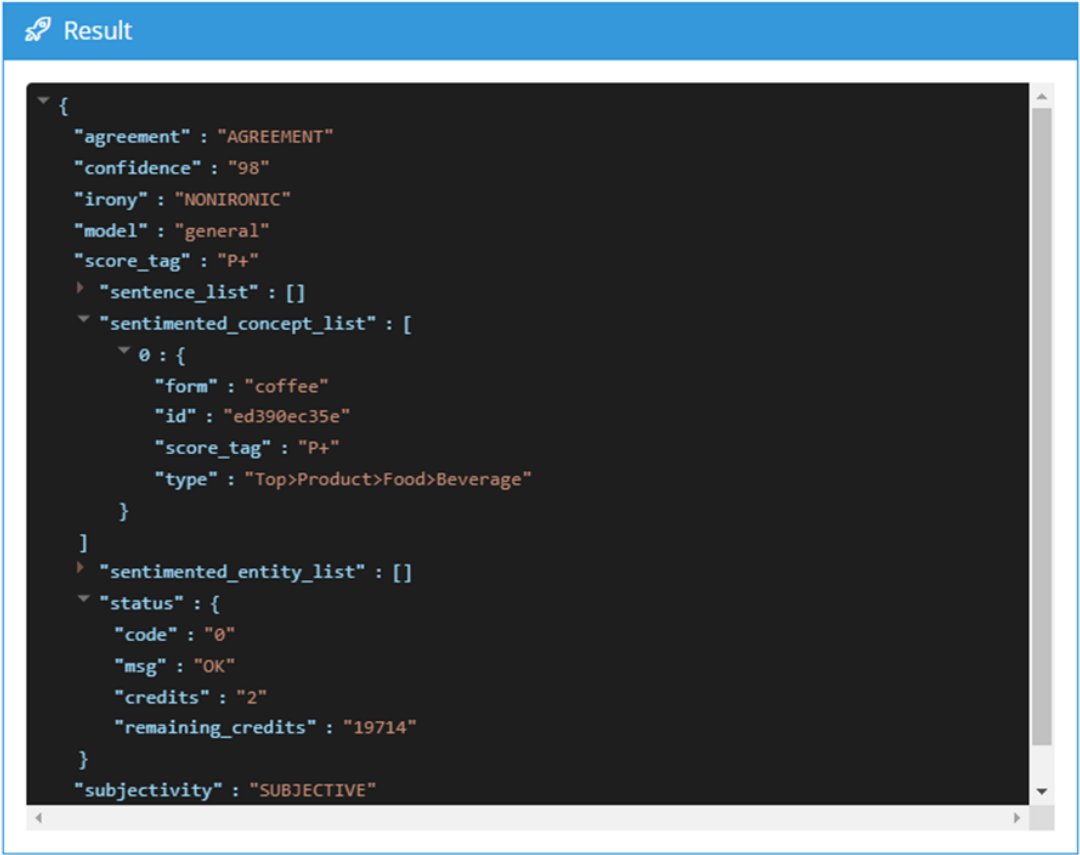 Result
{
"agreement" : "AGREEMENT"
"confidence" : "98"
"irony" : "NONIRONIC"
"model" : "general"
"score_tag" : "P+"
"sentence_list" : []
"sentimented_concept_list" : [
0 : {
"form" : "coffee"
"id" : "ed390ec35e"
"score_tag" : "P+"
"type" : "Top>Product>Food>Beverage"
}
]
"sentimented_entity_list" : []
"status" : {
"code" : "0"
"msg" : "OK"
"credits" : "2"
"remaining_credits" : "19714"
}
"subjectivity" : "SUBJECTIVE"